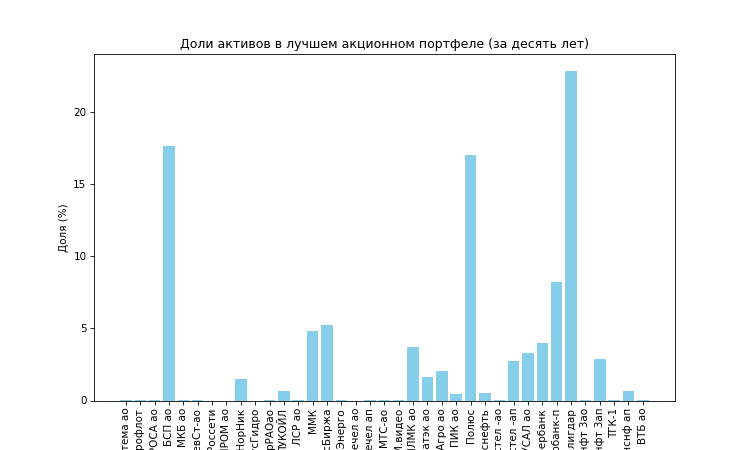 Доли активов в лучшем акционном портфеле (за десять лет)
Доля (%)
20
15
10
5
0
тема ао
рофлот
РОСА ао
БСП ао
МКБ ао
евСт-ао
Россети
ПРОМ ао
НорНик
сГидро
рРАОао
ЛУКОЙЛ
ЛСР ао
ММК
сБиржа
Энерго
ечел ао
ечел ап
МТС-ао
М.видео
ЛМК ао
атэк ао
Агро ао
ПИК ао
Полюс
снефть
стел -ао
стел -ап
УСАЛ ао
ербанк
рбанк-п
лигдар
нфт 3ао
нфт 3ап
ТГК-1
нснф ап
ВТБ ао